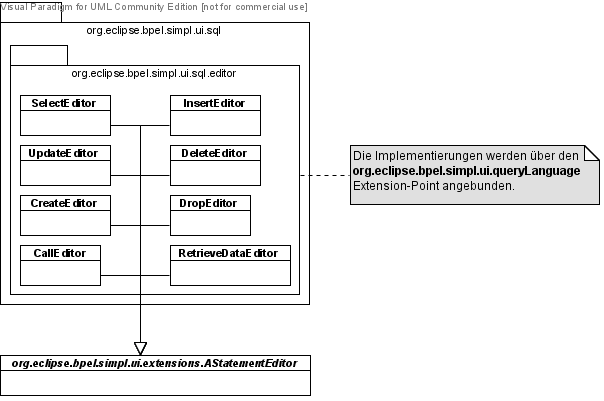 Visual Paradigm for UML Community Edition [not for commercial use]
org.eclipse.bpel.simpl.ui.sql
org.eclipse.bpel.simpl.ui.sql.editor
SelectEditor
InsertEditor
UpdateEditor
DeleteEditor
CreateEditor
DropEditor
CallEditor
RetrieveDataEditor
Die Implementierungen werden über den
org.eclipse.bpel.simpl.ui.queryLanguage
Extension-Point angebunden.
org.eclipse.bpel.simpl.ui.extensions.AStatementEditor